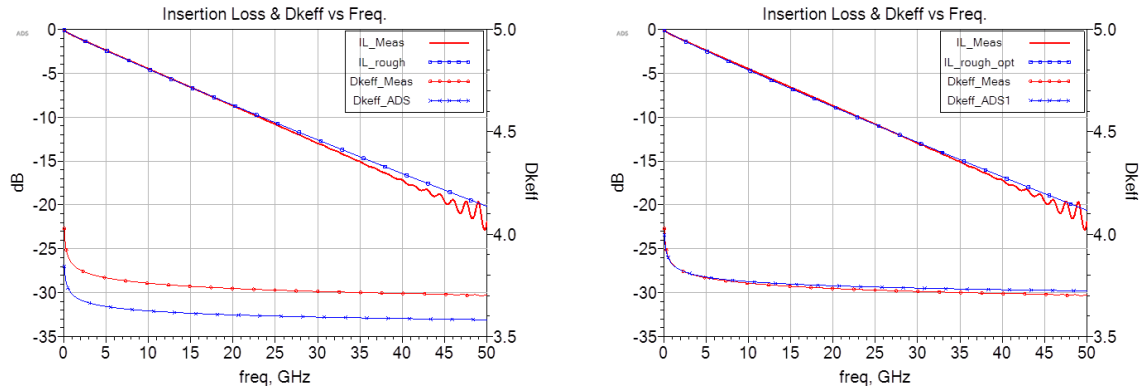 Insertion Loss & Dkeff vs Freq.
ADS
0
-5
-10
-15
-20
-25
-30
-35
dB
5.0
4.5
4.0
3.5
Dkeff
IL_Meas
IL_rough
Dkeff_Meas
Dkeff_ADS
0 5 10 15 20 25 30 35 40 45 50
freq, GHz
Insertion Loss & Dkeff vs Freq.
ADS
0
-5
-10
-15
-20
-25
-30
-35
dB
5.0
4.5
4.0
3.5
Dkeff
IL_Meas
IL_rough_opt
Dkeff_Meas
Dkeff_ADS1
0 5 10 15 20 25 30 35 40 45 50
freq, GHz